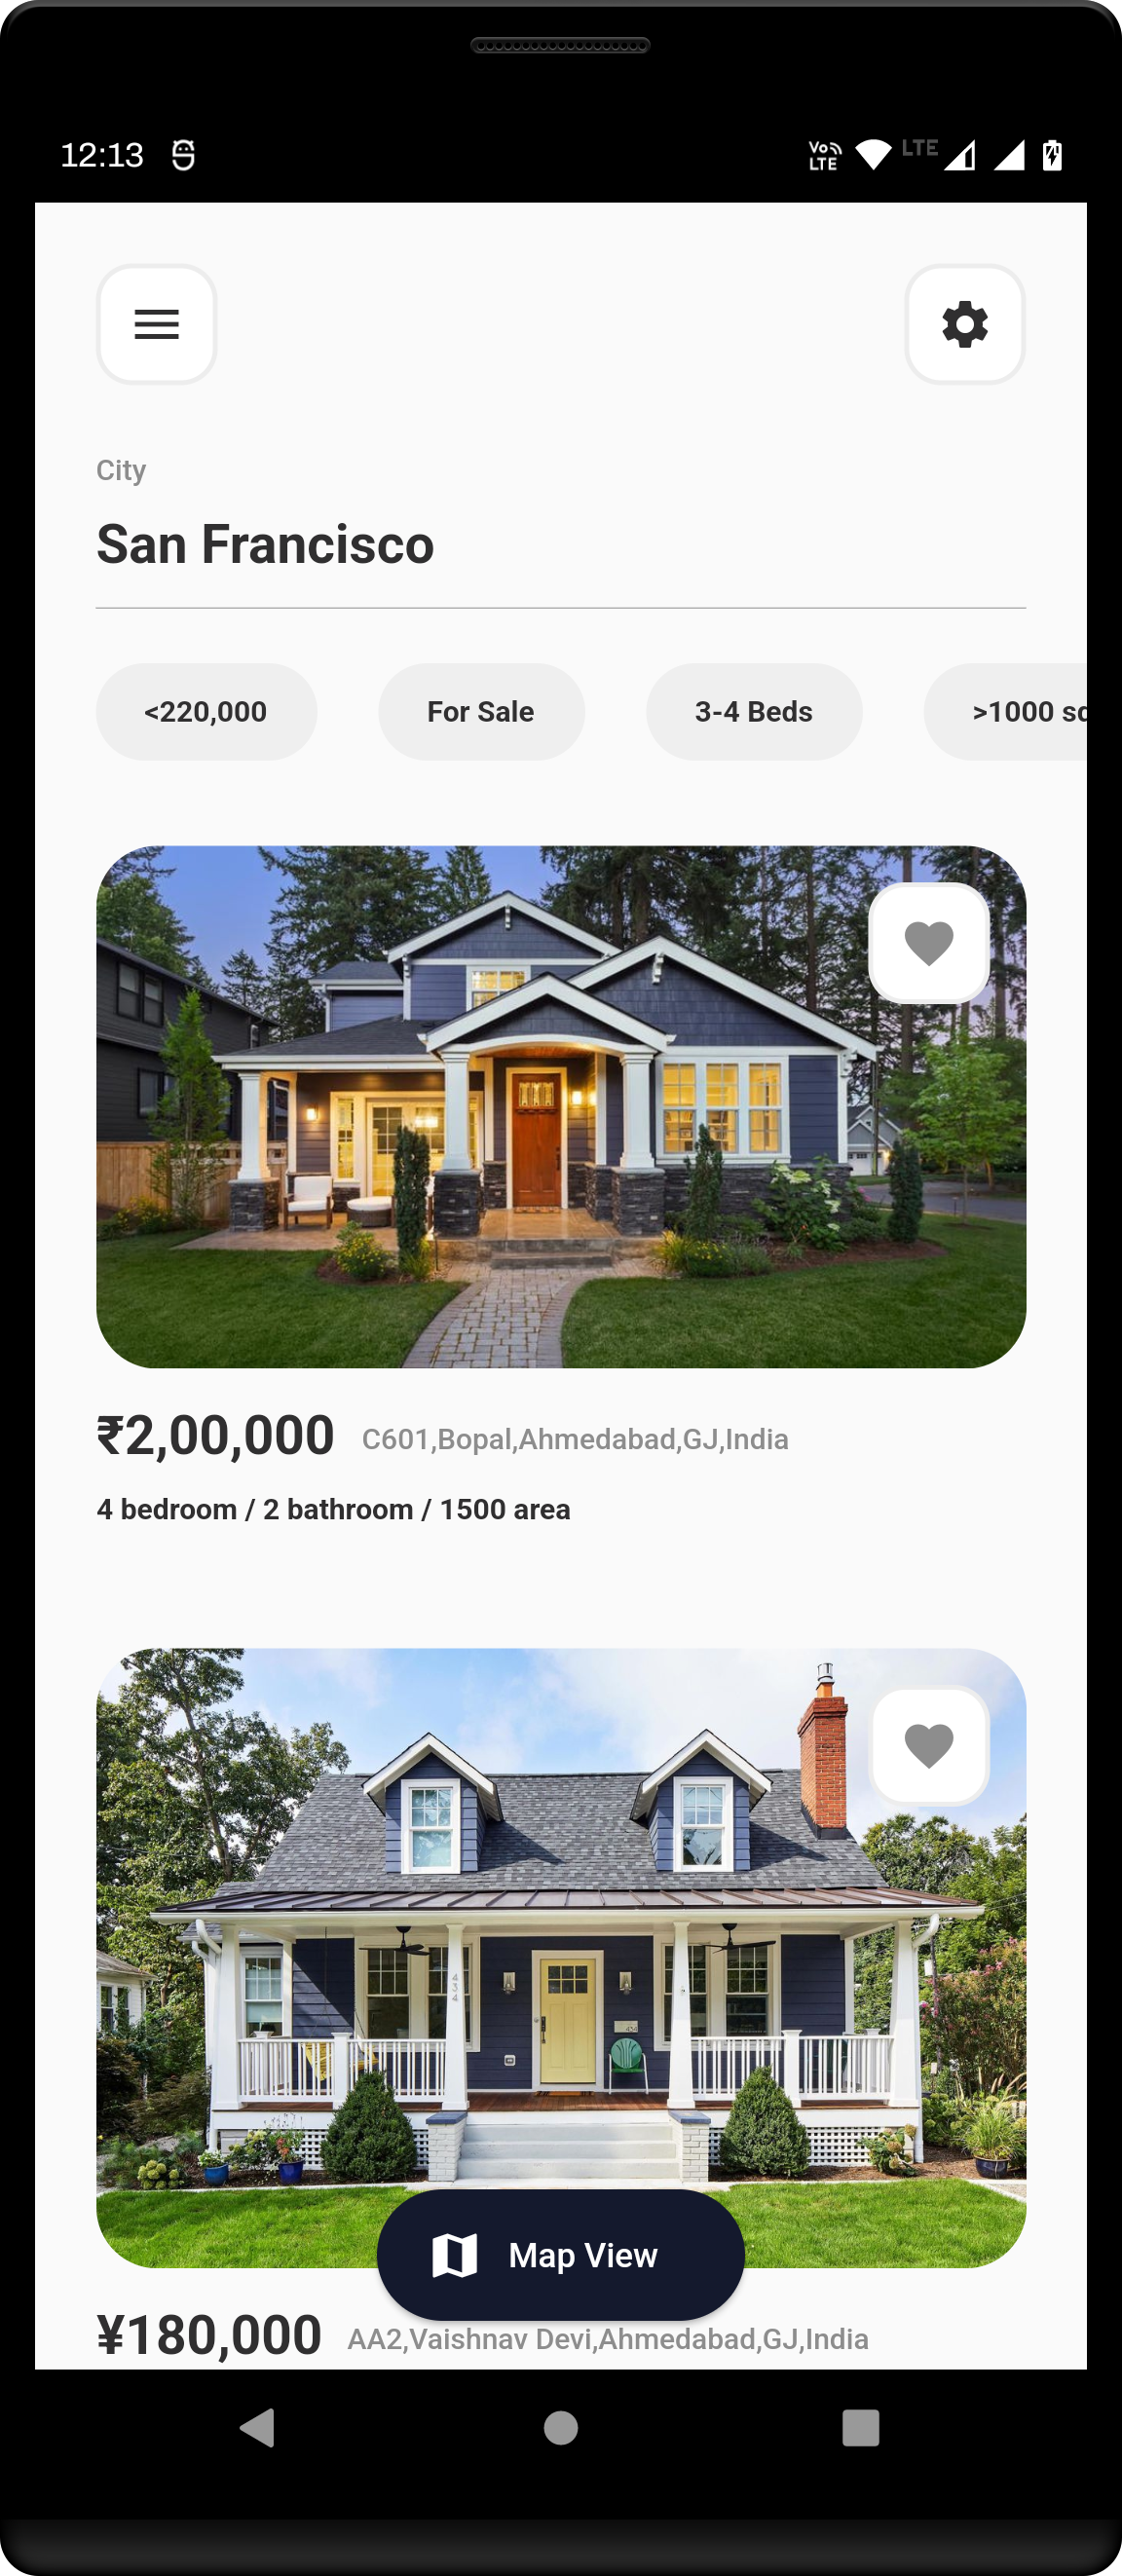 12:13
Vo LTE
LTE
City
San Francisco
<220,000 For Sale 3-4 Beds >1000 sq
₹2,00,000 C601,Bopal,Ahmedabad,GJ,India
4 bedroom / 2 bathroom / 1500 area
434
Map View
¥180,000 AA2,Vaishnav Devi,Ahmedabad,GJ,India